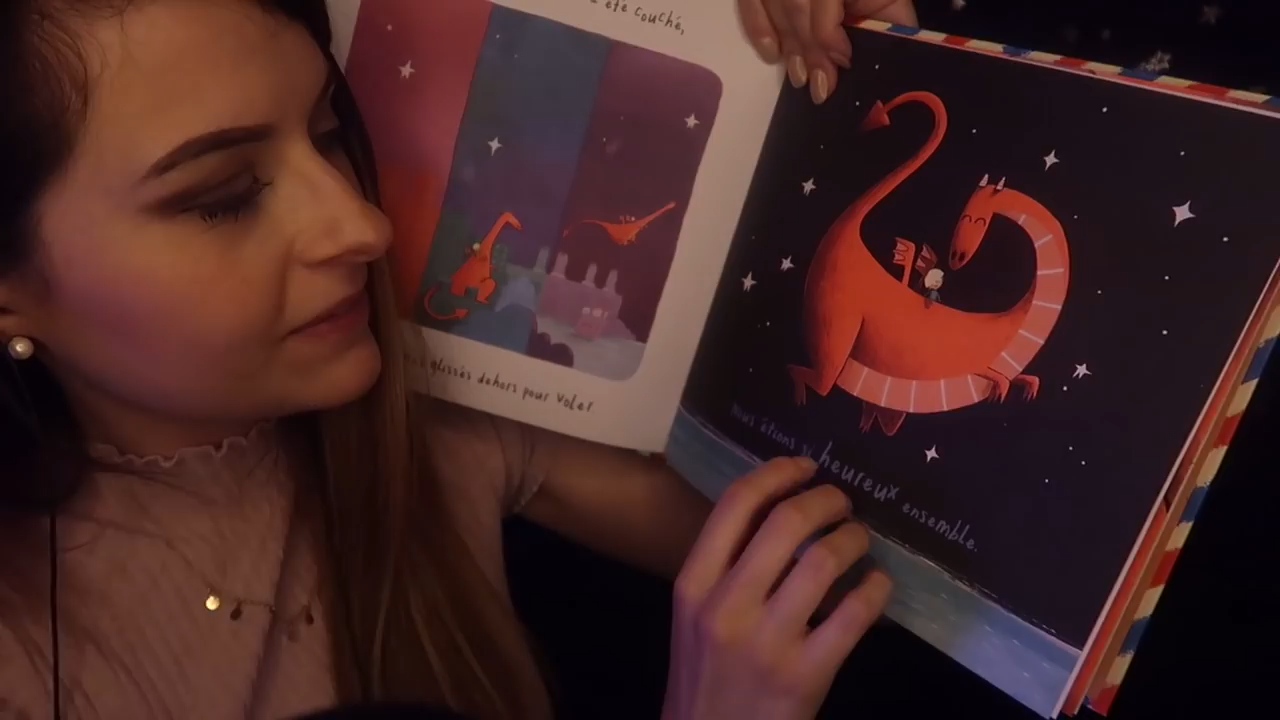 été couché,
glissés dehors pour voler
Nous étions si heureux ensemble.